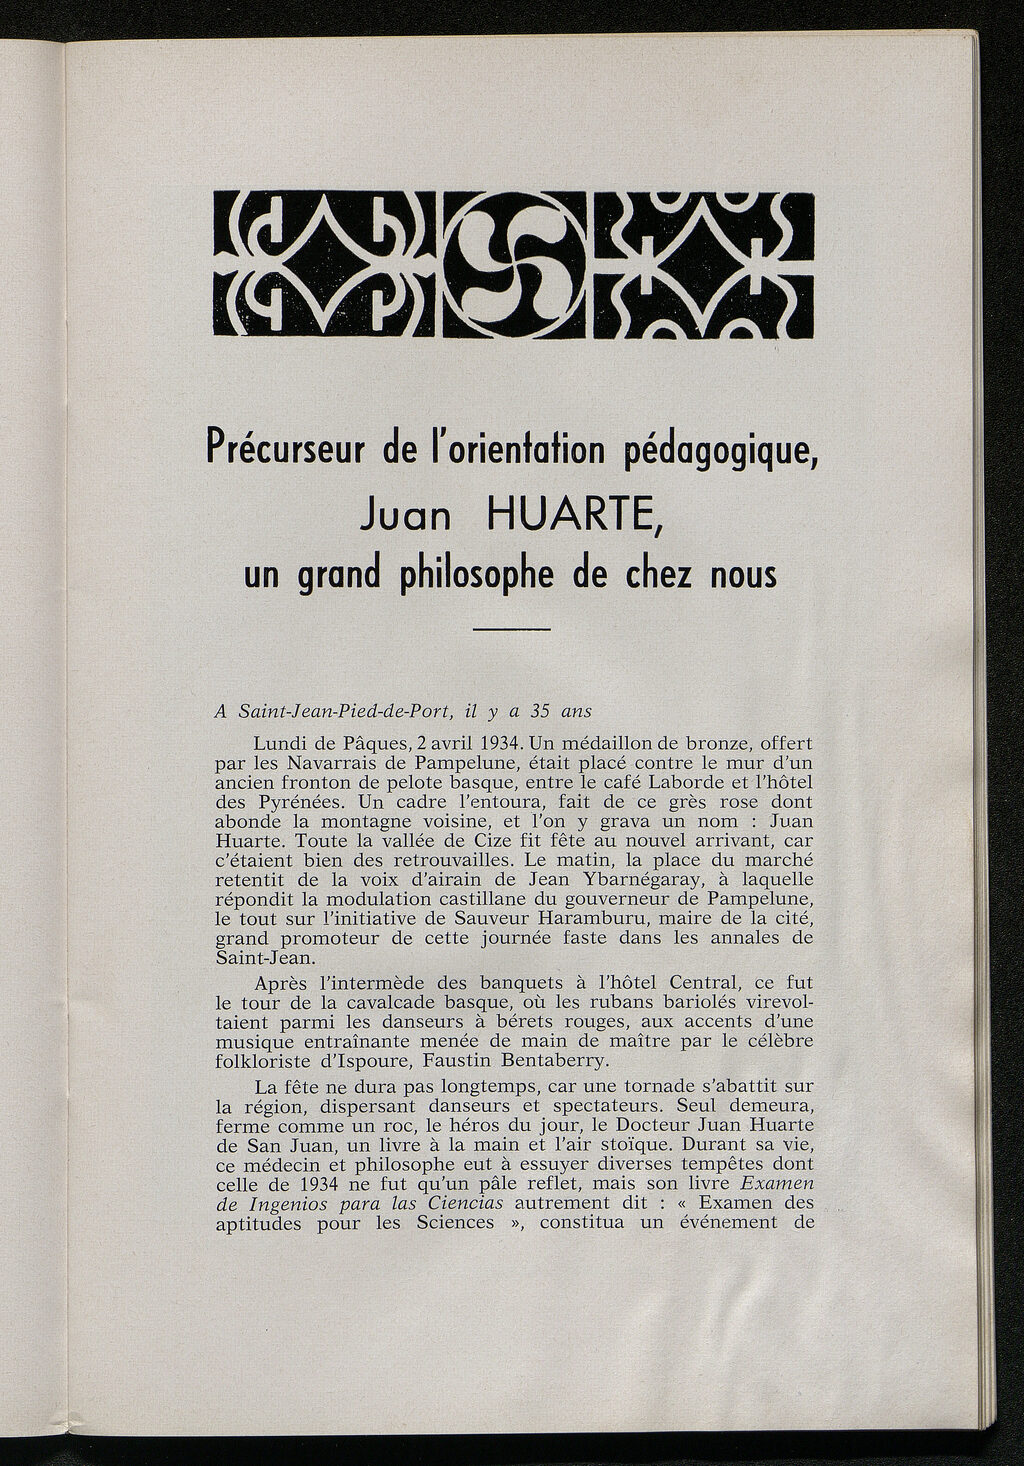 Précurseur de l'orientation pédagogique,
Juan HUARTE,
un grand philosophe de chez nous
A Saint-Jean-Pied-de-Port, il y a 35 ans
Lundi de Pâques, 2 avril 1934. Un médaillon de bronze, offert
par les Navarrais de Pampelune, était placé contre le mur d'un
ancien fronton de pelote basque, entre le café Laborde et l'hôtel
des Pyrénées. Un cadre l'entoura, fait de ce grès rose dont
abonde la montagne voisine, et l'on y grava un nom : Juan
Huarte. Toute la vallée de Cize fit fête au nouvel arrivant, car
c'étaient bien des retrouvailles. Le matin, la place du marché
retentit de la voix d'airain de Jean Ybarnégaray, à laquelle
répondit la modulation castillane du gouverneur de Pampelune,
le tout sur l'initiative de Sauveur Haramburu, maire de la cité,
grand promoteur de cette journée faste dans les annales de
Saint-Jean.
Après l'intermède des banquets à l'hôtel Central, ce fut
le tour de la cavalcade basque, où les rubans bariolés virevol-
taient parmi les danseurs à bérets rouges, aux accents d'une
musique entraînante menée de main de maître par le célèbre
folkloriste d'Ispoure, Faustin Bentaberry.
La fête ne dura pas longtemps, car une tornade s'abattit sur
la région, dispersant danseurs et spectateurs. Seul demeura,
ferme comme un roc, le héros du jour, le Docteur Juan Huarte
de San Juan, un livre à la main et l'air stoïque. Durant sa vie,
ce médecin et philosophe eut à essuyer diverses tempêtes dont
celle de 1934 ne fut qu'un pâle reflet, mais son livre Examen
de Ingenios para las Ciencias autrement dit : « Examen des
aptitudes pour les Sciences », constitua un événement de